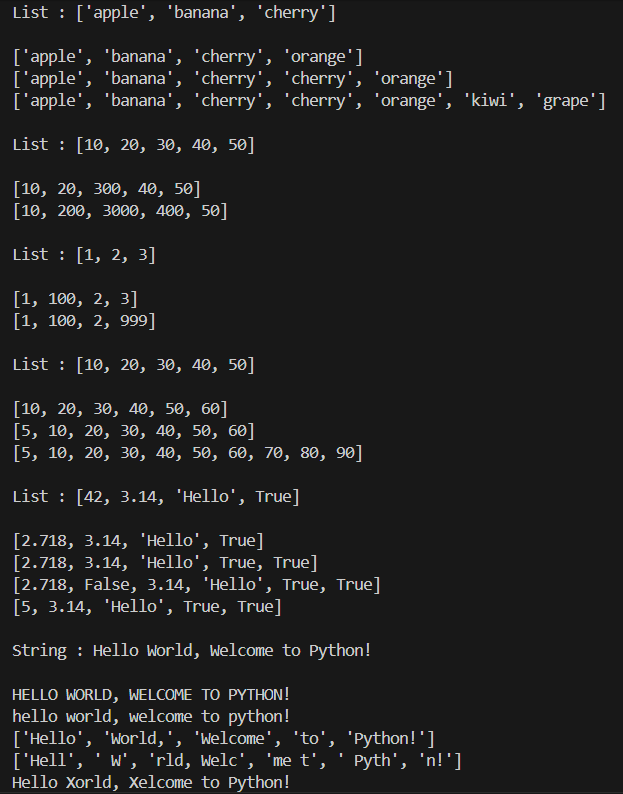 List : ['apple', 'banana', 'cherry']
['apple', 'banana', 'cherry', 'orange']
['apple', 'banana', 'cherry', 'cherry', 'orange']
['apple', 'banana', 'cherry', 'cherry', 'orange', 'kiwi', 'grape']
List : [10, 20, 30, 40, 50]
[10, 20, 300, 40, 50]
[10, 200, 3000, 400, 50]
List : [1, 2, 3]
[1, 100, 2, 3]
[1, 100, 2, 999]
List : [10, 20, 30, 40, 50]
[10, 20, 30, 40, 50, 60]
[5, 10, 20, 30, 40, 50, 60]
[5, 10, 20, 30, 40, 50, 60, 70, 80, 90]
List : [42, 3.14, 'Hello', True]
[2.718, 3.14, 'Hello', True]
[2.718, 3.14, 'Hello', True, True]
[2.718, False, 3.14, 'Hello', True, True]
[5, 3.14, 'Hello', True, True]
String : Hello World, Welcome to Python!
HELLO WORLD, WELCOME TO PYTHON!
hello world, welcome to python!
['Hello', 'World,', 'Welcome', 'to', 'Python!']
['Hell', ' W', 'rld, Welc', 'me t', ' Pyth', 'n!']
Hello Xorld, Xelcome to Python!